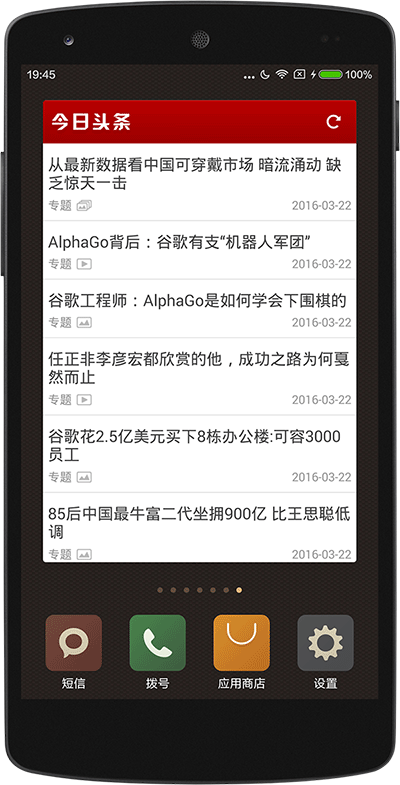 19:45
100%
今日头条
从最新数据看中国可穿戴市场 暗流涌动 缺
乏惊天一击
专题
2016-03-22
AlphaGo背后：谷歌有支“机器人军团”
专题
2016-03-22
谷歌工程师：AlphaGo是如何学会下围棋的
专题
2016-03-22
任正非李彦宏都欣赏的他，成功之路为何戛
然而止
专题
2016-03-22
谷歌花2.5亿美元买下8栋办公楼:可容3000
员工
专题
2016-03-22
85后中国最牛富二代坐拥900亿 比王思聪低
调
专题
2016-03-22
短信
拨号
应用商店
设置